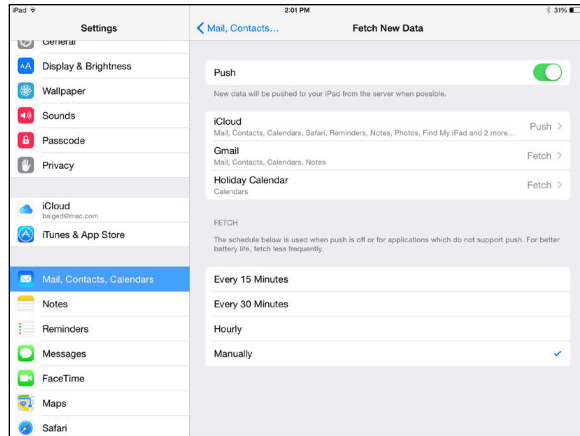 iPad
2:01 PM
31%
Settings
Mail, Contacts...
Fetch New Data
General
Display & Brightness
Wallpaper
Sounds
Passcode
Privacy
iCloud
baiged@mac.com
iTunes & App Store
Mail, Contacts, Calendars
Notes
Reminders
Messages
FaceTime
Maps
Safari
Push
New data will be pushed to your iPad from the server when possible.
iCloud
Mail, Contacts, Calendars, Safari, Reminders, Notes, Photos, Find My iPad and 2 more...
Push
Gmail
Mail, Contacts, Calendars, Notes
Fetch
Holiday Calendar
Calendars
Fetch
FETCH
The schedule below is used when push is off or for applications which do not support push. For better
battery life, fetch less frequently.
Every 15 Minutes
Every 30 Minutes
Hourly
Manually